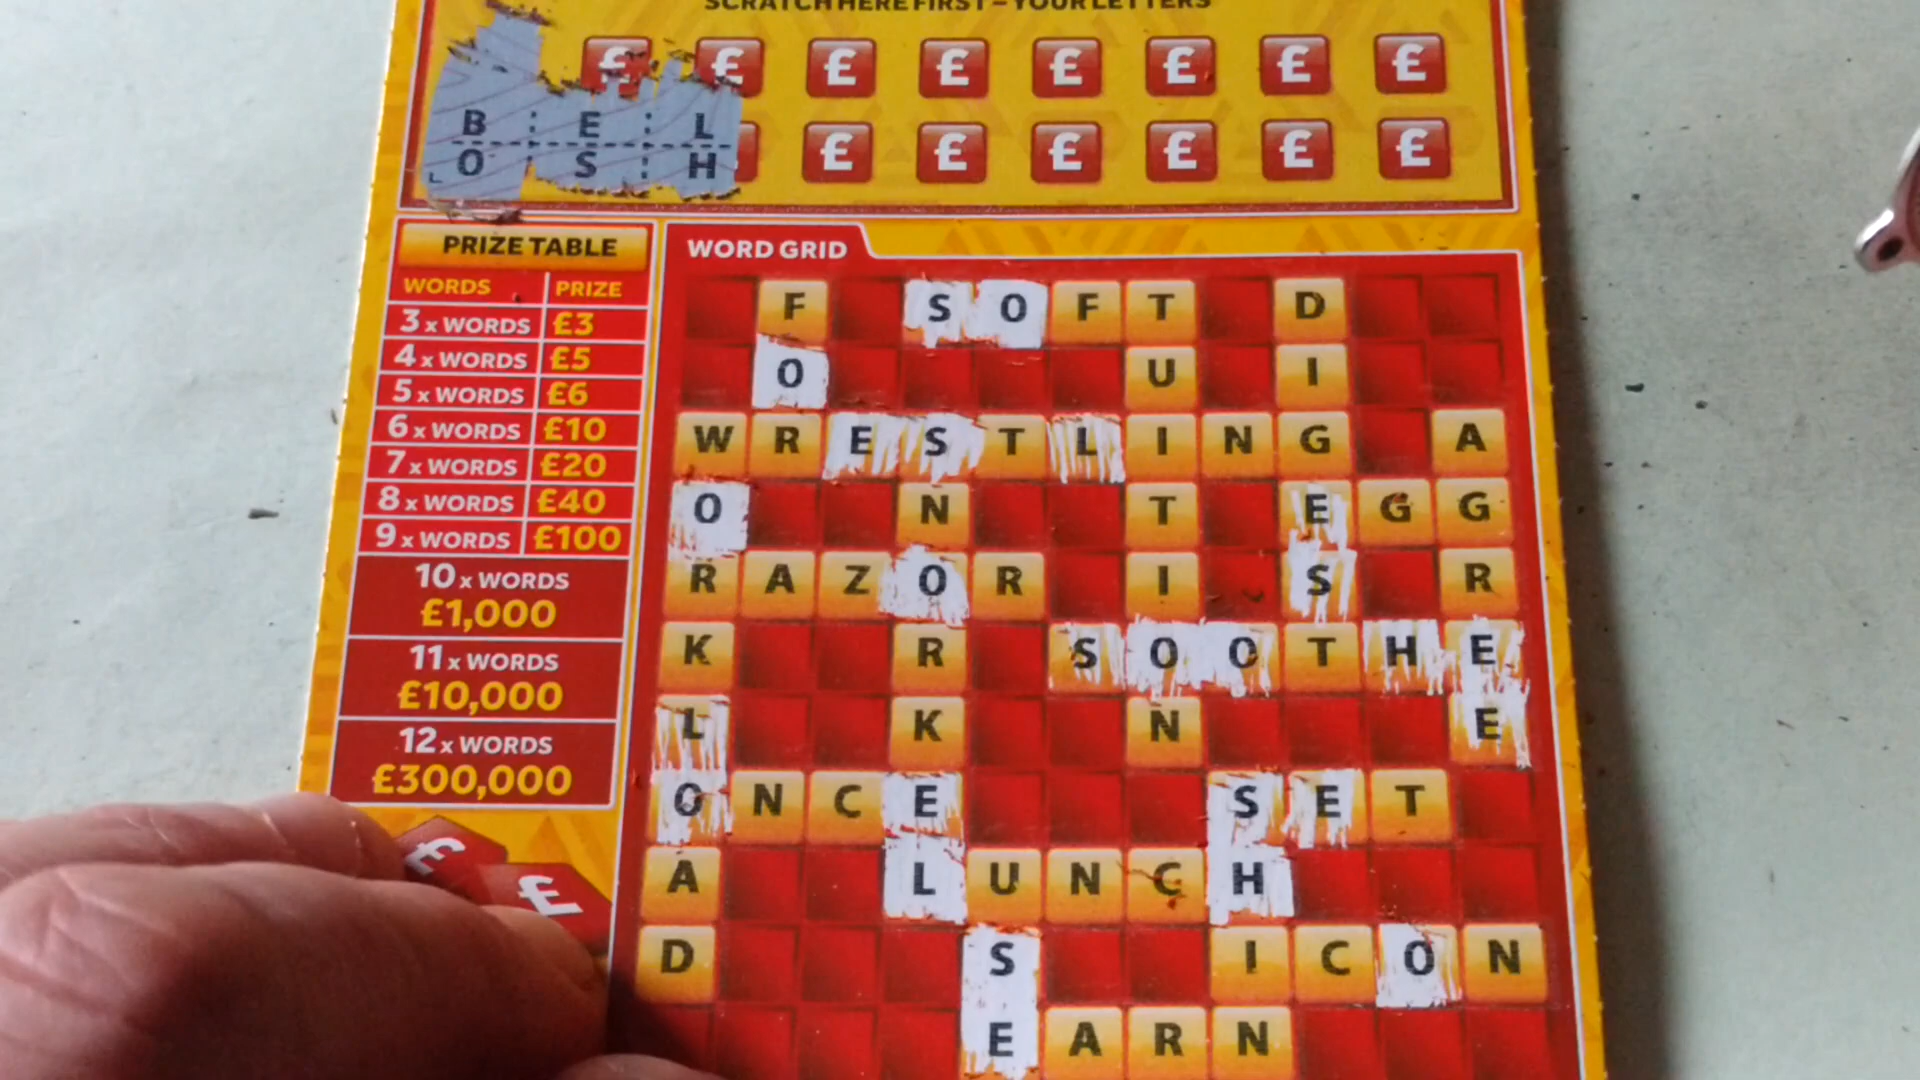 SCRATCH HERE FIRST – YOUR LETTERS
£ £ £ £ £ £ £ £
B E L
O S H £ £ £ £ £ £
PRIZE TABLE
WORDS PRIZE
3 x WORDS £3
4 x WORDS £5
5 x WORDS £6
6 x WORDS £10
7 x WORDS £20
8 x WORDS £40
9 x WORDS £100
10 x WORDS
£1,000
11 x WORDS
£10,000
12 x WORDS
£300,000
£ £
WORD GRID
F S O F T D
O U I
W R E S T L I N G A
O N T E G G
R A Z O R I S R
K R S O O T H E
L K N E
O N C E S E T
A L U N C H
D S I C O N
E A R N